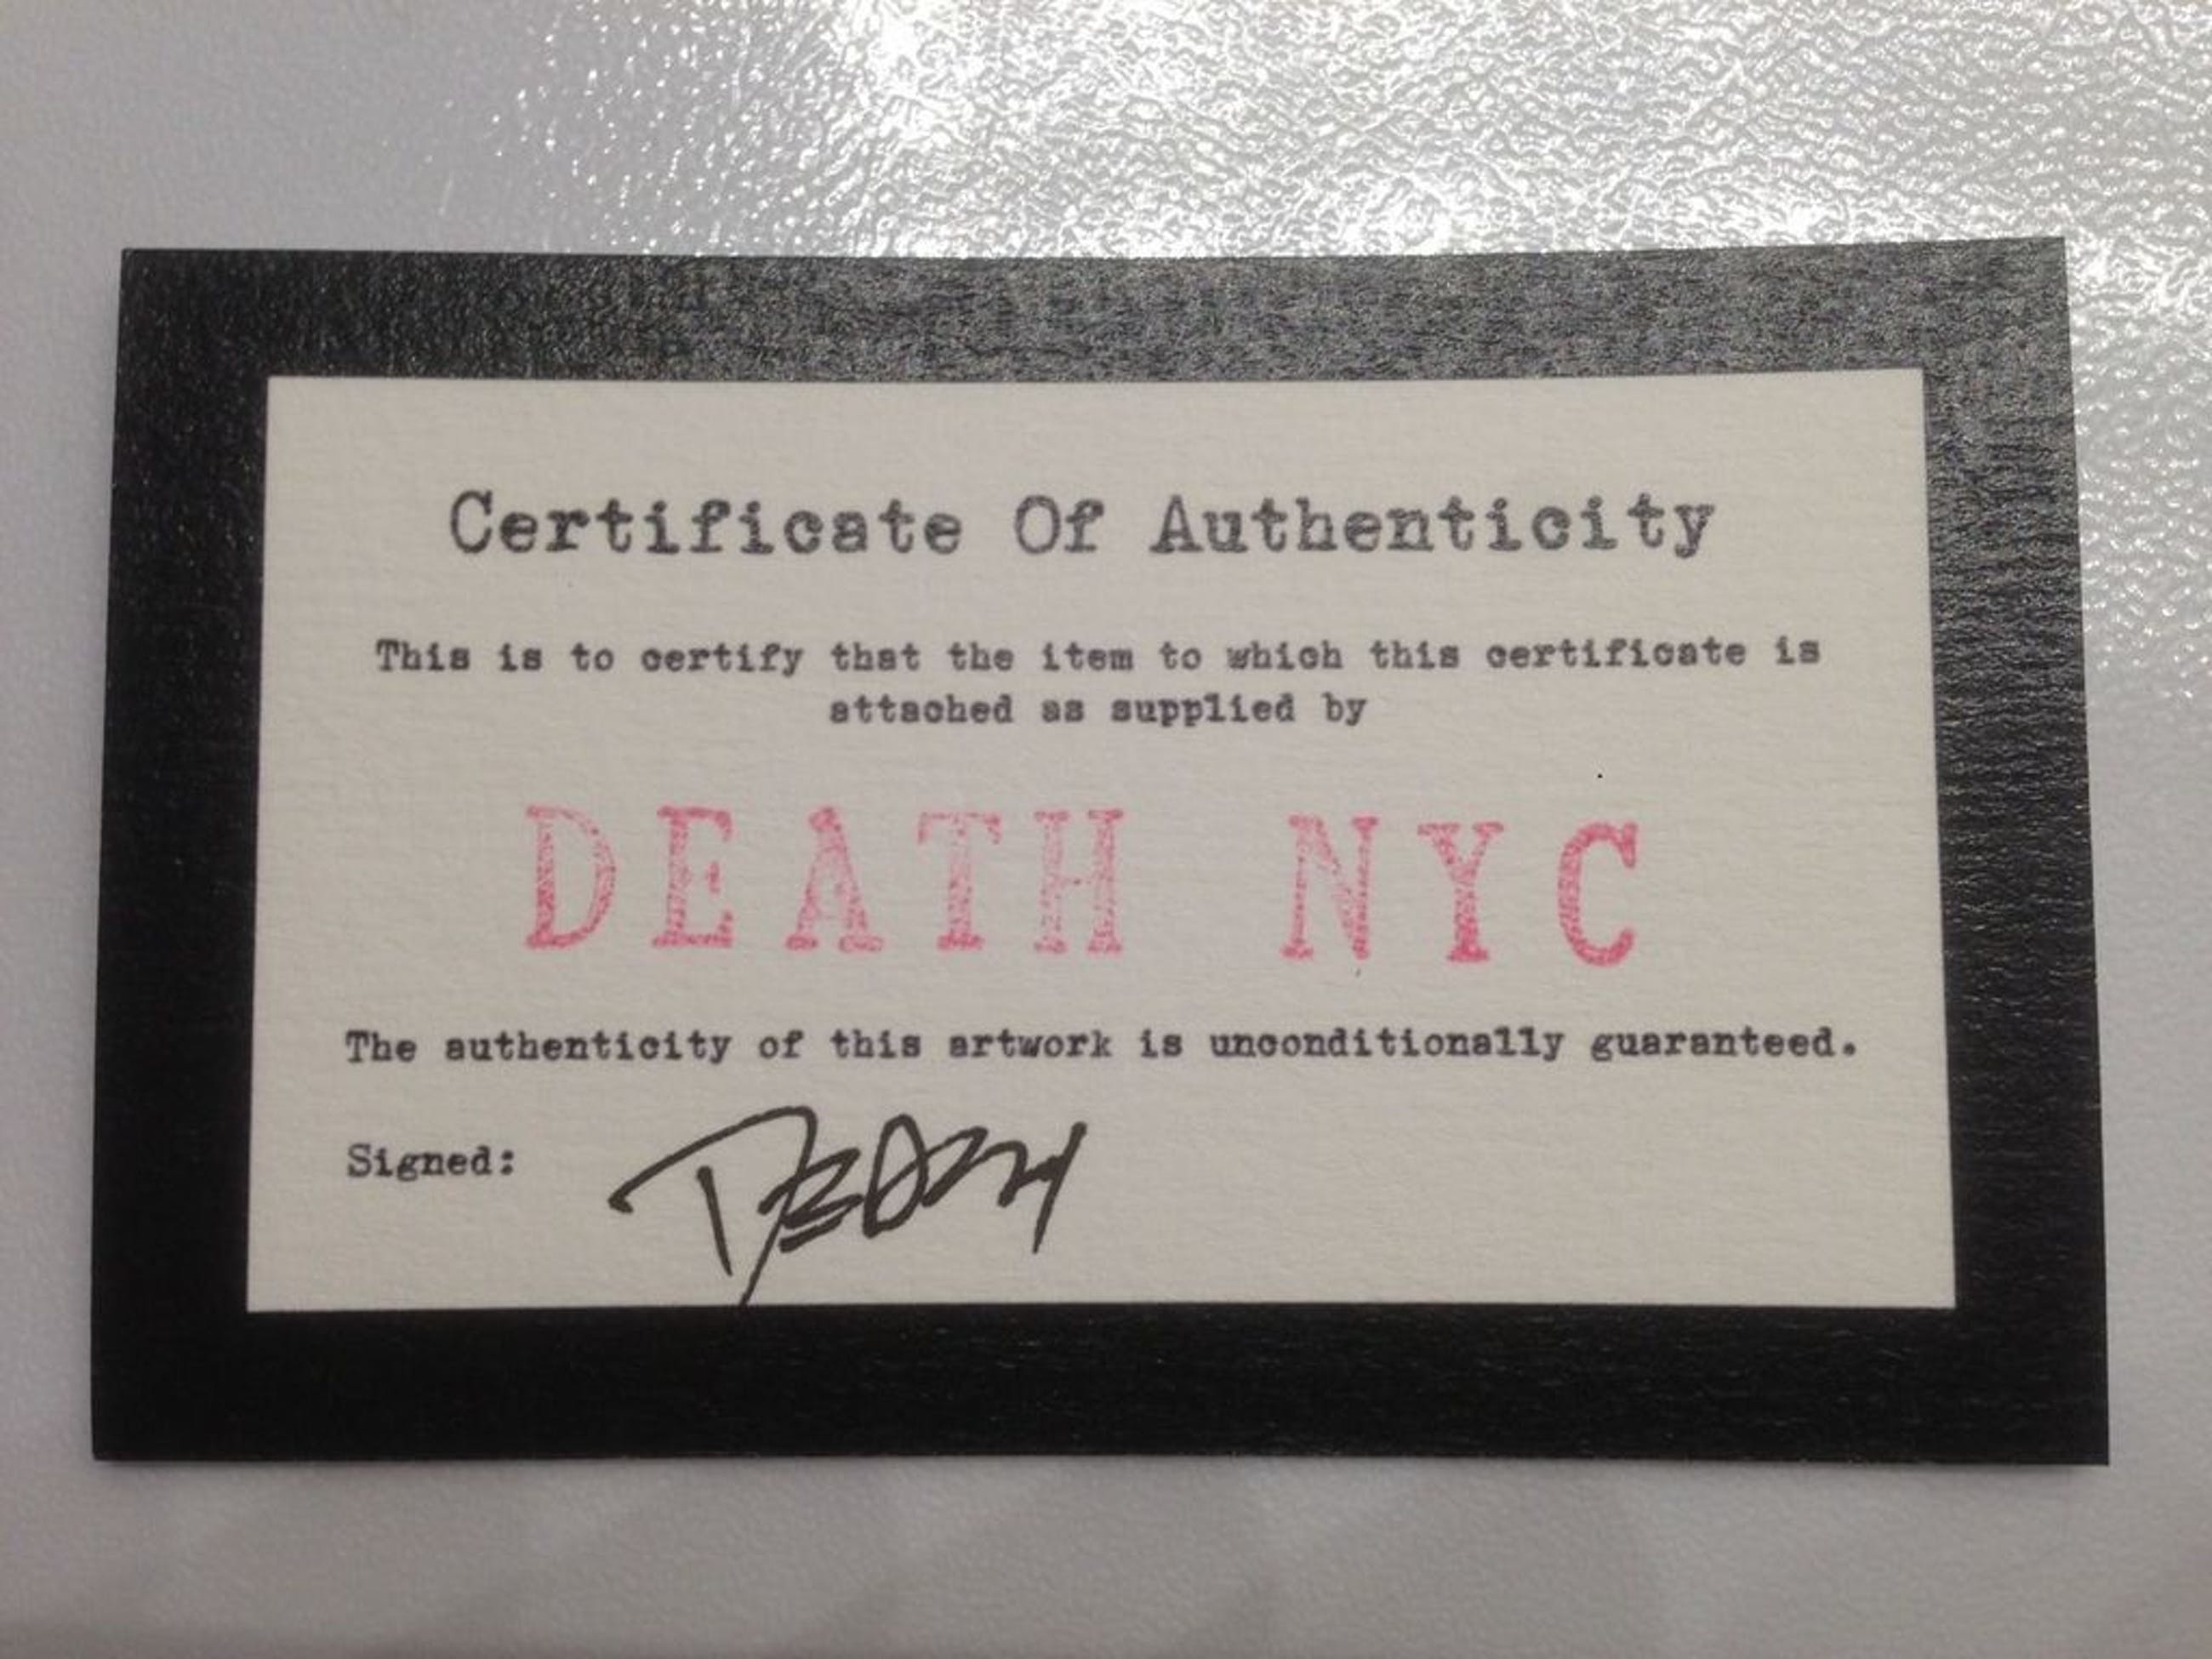 Certificate Of Authenticity
This is to certify that the item to which this certificate is
attached as supplied by
DEATH NYC
The authenticity of this artwork is unconditionally guaranteed.
Signed: